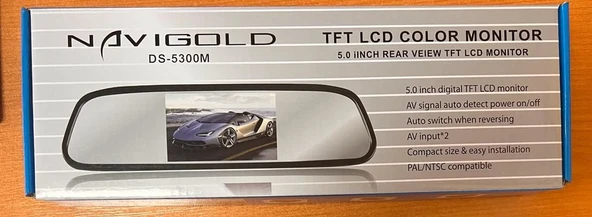 NAVIGOLD
DS-5300M
TFT LCD COLOR MONITOR
5.0 iINCH REAR VEIEW TFT LCD MONITOR
5.0 inch digital TFT LCD monitor
AV signal auto detect power on/off
Auto switch when reversing
AV input*2
Compact size & easy installation
PAL/NTSC compatible